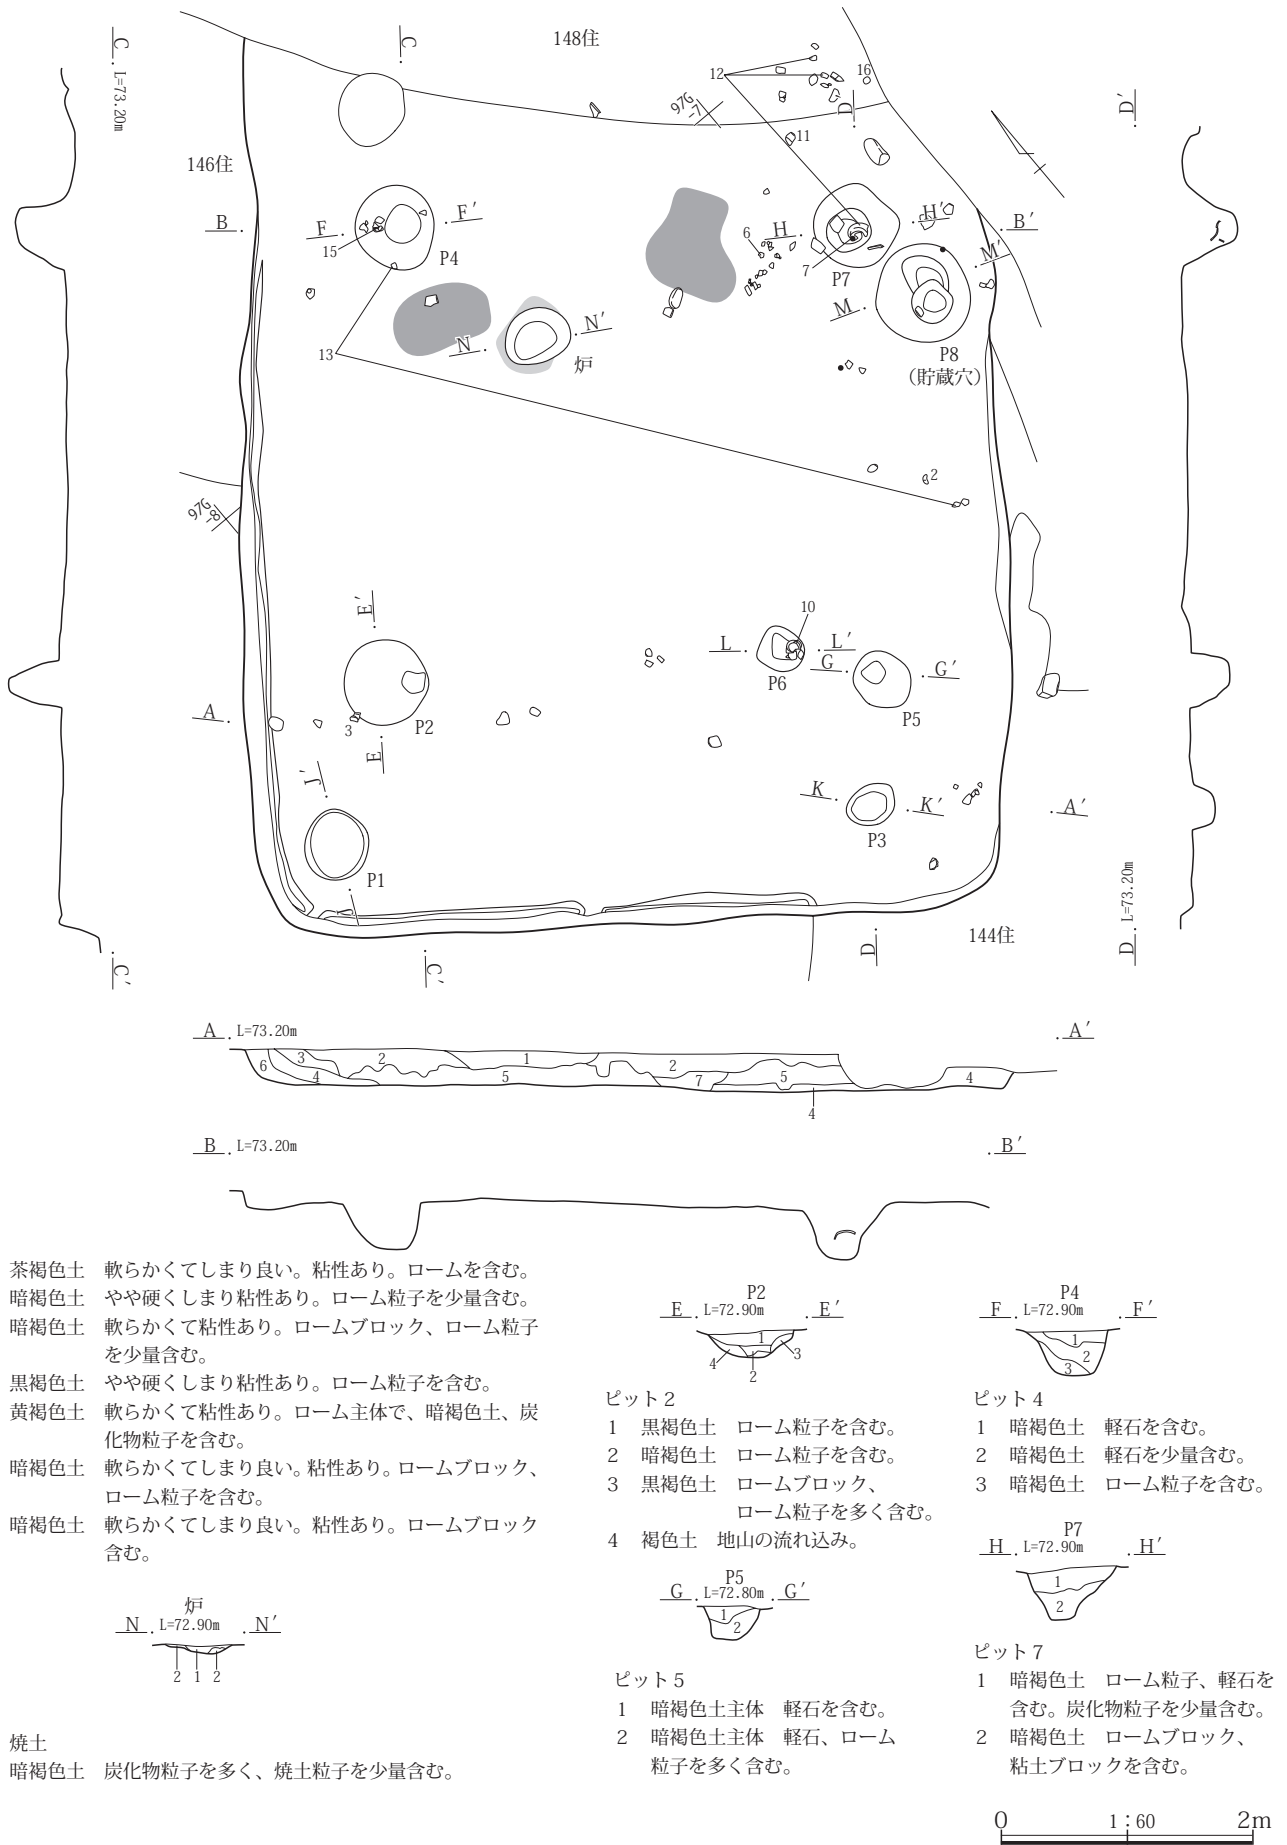 C
L=73.20m
C
148住
12
16
97G
-7
D
D′
11
146住
B
F
F′
15
P4
6
H
H′
B′
7
P7
M
M′
N
N′
炉
13
P8
（貯蔵穴）
2
97G
-8
E′
10
L
L′
G
G′
P6
P5
A
3
P2
E
J′
K
K′
P3
A′
P1
144住
C′
C′
D
D
L=73.20m
A
L=73.20m
A′
6 3 4 2 1 5 2 7 5 4 4
B
L=73.20m
B′
茶褐色土　軟らかくてしまり良い。粘性あり。ロームを含む。
暗褐色土　やや硬くしまり粘性あり。ローム粒子を少量含む。
暗褐色土　軟らかくて粘性あり。ロームブロック、ローム粒子
を少量含む。
黒褐色土　やや硬くしまり粘性あり。ローム粒子を含む。
黄褐色土　軟らかくて粘性あり。ローム主体で、暗褐色土、炭
化物粒子を含む。
暗褐色土　軟らかくてしまり良い。粘性あり。ロームブロック、
ローム粒子を含む。
暗褐色土　軟らかくてしまり良い。粘性あり。ロームブロック
含む。
炉
N
L=72.90m
N′
2 1 2
焼土
暗褐色土　炭化物粒子を多く、焼土粒子を少量含む。
P2
E
L=72.90m
E′
1
4
2
3
ピット2
1　黒褐色土　ローム粒子を含む。
2　暗褐色土　ローム粒子を含む。
3　黒褐色土　ロームブロック、
ローム粒子を多く含む。
4　褐色土　地山の流れ込み。
P5
G
L=72.80m
G′
1
2
ピット5
1　暗褐色土主体　軽石を含む。
2　暗褐色土主体　軽石、ローム
粒子を多く含む。
P4
F
L=72.90m
F′
1
2
3
ピット4
1　暗褐色土　軽石を含む。
2　暗褐色土　軽石を少量含む。
3　暗褐色土　ローム粒子を含む。
P7
H
L=72.90m
H′
1
2
ピット7
1　暗褐色土　ローム粒子、軽石を
含む。炭化物粒子を少量含む。
2　暗褐色土　ロームブロック、
粘土ブロックを含む。
0
1：60
2m